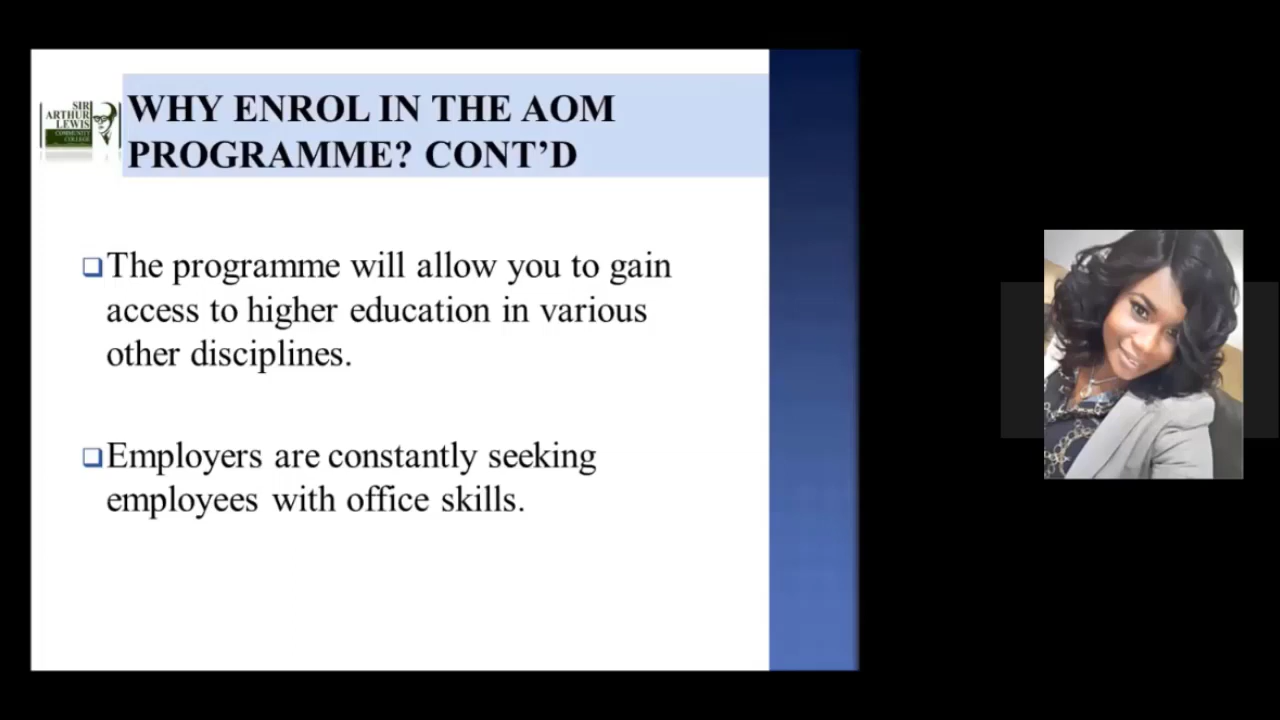 SIR
ARTHUR
LEWIS
COMMUNITY
COLLEGE
WHY ENROL IN THE AOM
PROGRAMME? CONT’D
❑The programme will allow you to gain
access to higher education in various
other disciplines.
❑Employers are constantly seeking
employees with office skills.